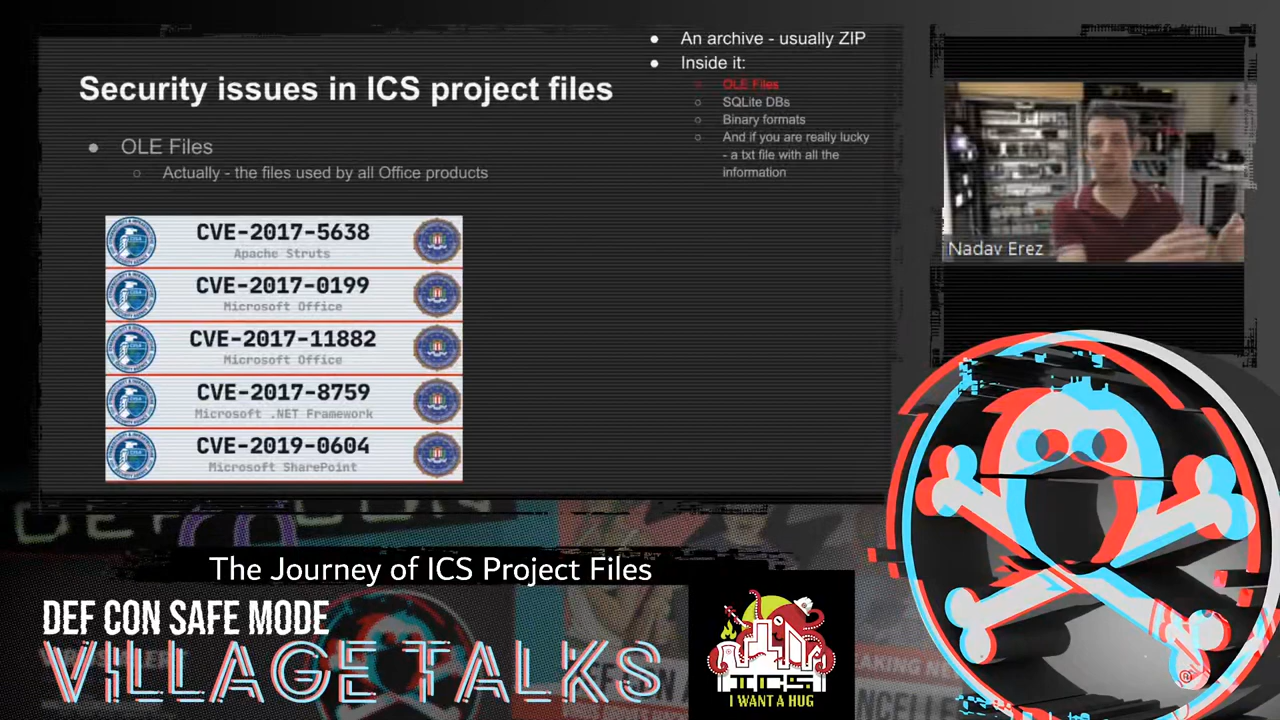 Security issues in ICS project files
OLE Files
Actually - the files used by all Office products
An archive - usually ZIP
Inside it:
OLE Files
SQLite DBs
Binary formats
And if you are really lucky
- a txt file with all the
information
CVE-2017-5638
Apache Struts
CVE-2017-0199
Microsoft Office
CVE-2017-11882
Microsoft Office
CVE-2017-8759
Microsoft .NET Framework
CVE-2019-0604
Microsoft SharePoint
Nadav Erez
The Journey of ICS Project Files
DEF CON SAFE MODE
VILLAGE TALKS
ICS
I WANT A HUG